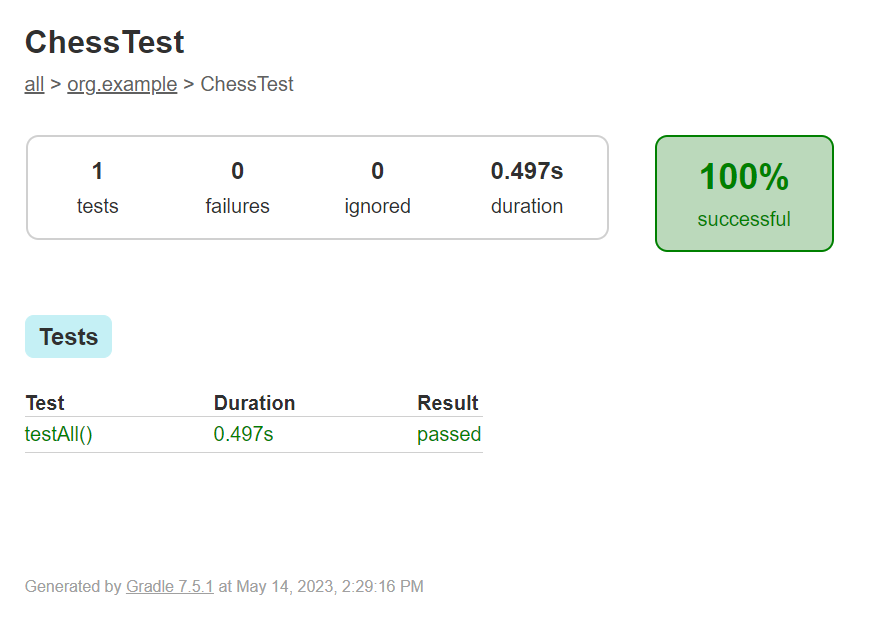 ChessTest
all > org.example > ChessTest
1 0 0 0.497s
tests failures ignored duration
100%
successful
Tests
Test Duration Result
testAll() 0.497s passed
Generated by Gradle 7.5.1 at May 14, 2023, 2:29:16 PM